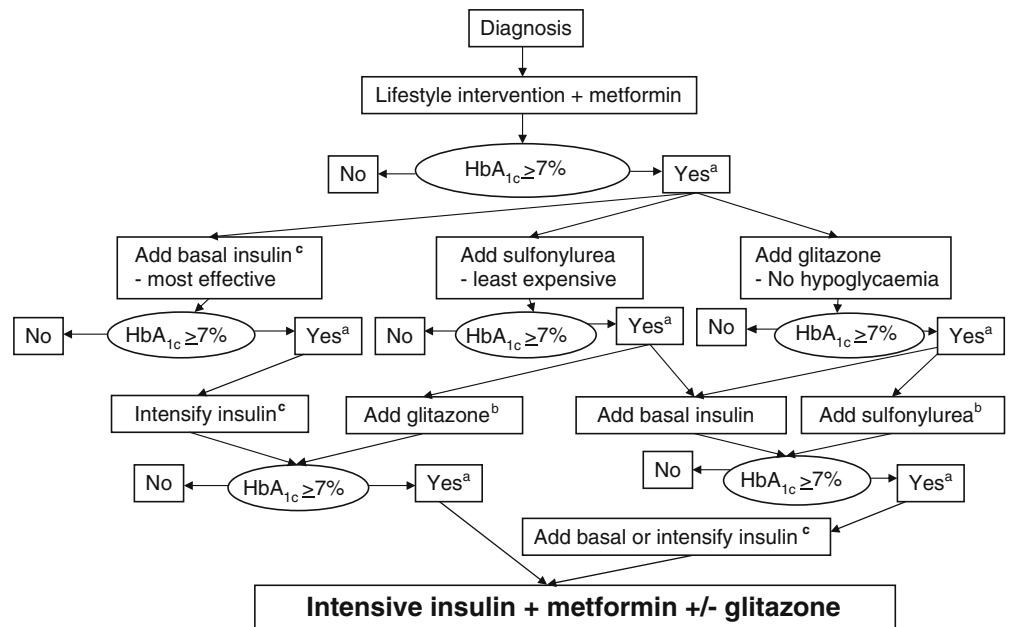 Diagnosis
Lifestyle intervention + metformin
No
HbA1c ≥7%
Yesa
Add basal insulin c
- most effective
Add sulfonylurea
- least expensive
Add glitazone
- No hypoglycaemia
No
HbA1c ≥7%
Yesa
No
HbA1c ≥7%
Yesa
No
HbA1c ≥7%
Yesa
Intensify insulinc
Add glitazoneb
Add basal insulin
Add sulfonylureab
No
HbA1c ≥7%
Yesa
No
HbA1c ≥7%
Yesa
Add basal or intensify insulin c
Intensive insulin + metformin +/- glitazone